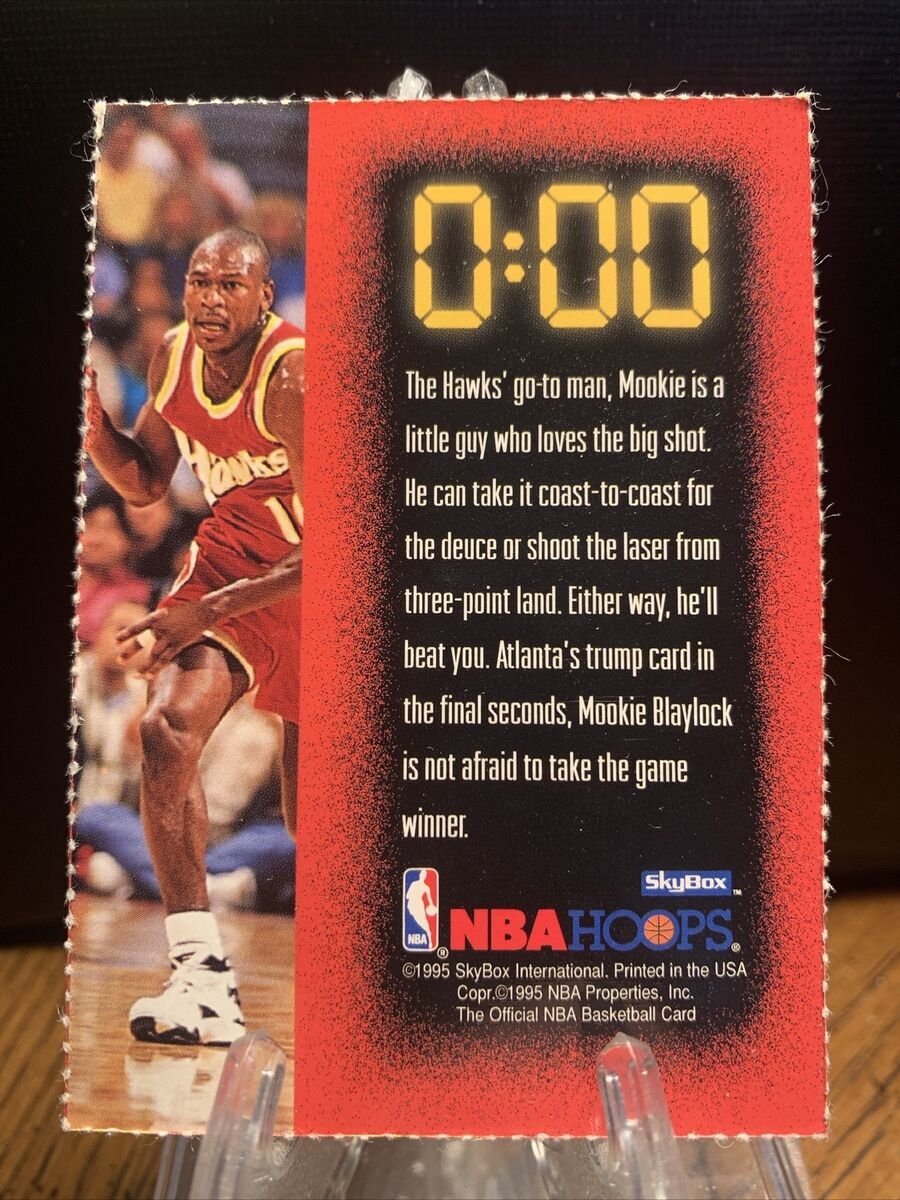 0:00
The Hawks' go-to man, Mookie is a
little guy who loves the big shot.
He can take it coast-to-coast for
the deuce or shoot the laser from
three-point land. Either way, he'll
beat you. Atlanta's trump card in
the final seconds, Mookie Blaylock
is not afraid to take the game
winner.
Hawks
10
SkyBox™
NBA
® NBA HOOPS®
©1995 SkyBox International. Printed in the USA
Copr.©1995 NBA Properties, Inc.
The Official NBA Basketball Card